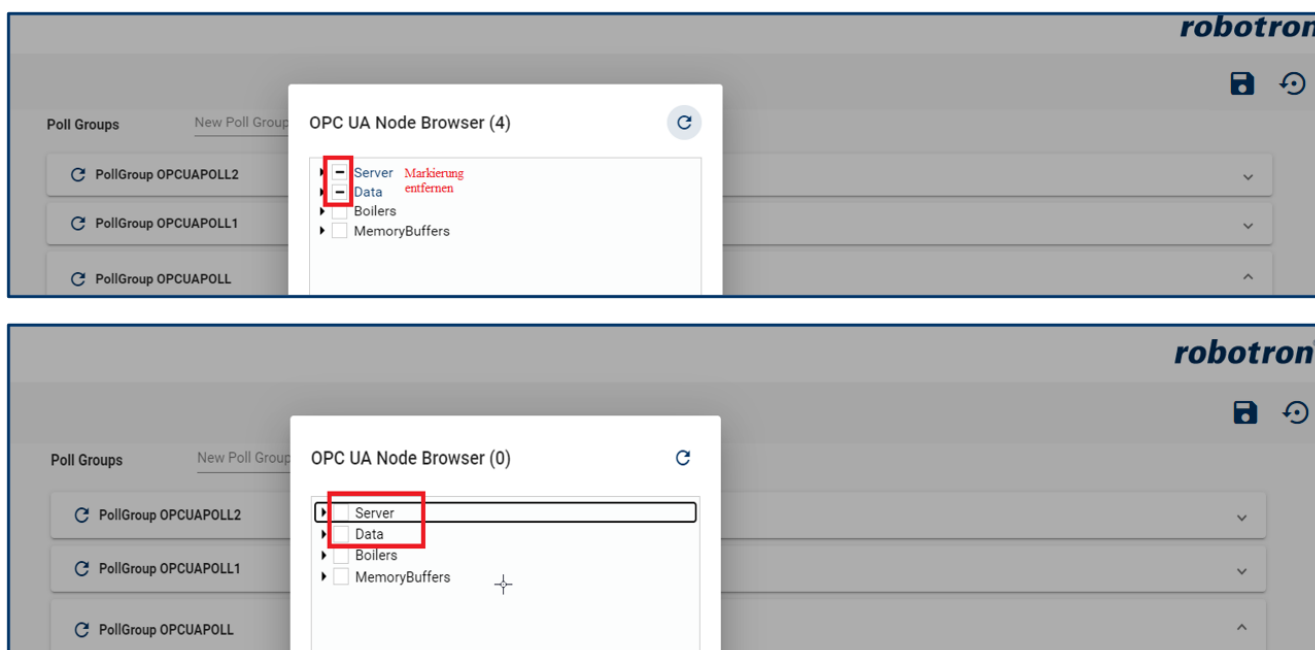 robotron
Poll Groups
New Poll Group
OPC UA Node Browser (4)
PollGroup OPCUAPOLL2
Server
Markierung
entfernen
Data
Boilers
PollGroup OPCUAPOLL1
MemoryBuffers
PollGroup OPCUAPOLL
robotron
Poll Groups
New Poll Group
OPC UA Node Browser (0)
PollGroup OPCUAPOLL2
Server
Data
Boilers
PollGroup OPCUAPOLL1
MemoryBuffers
PollGroup OPCUAPOLL